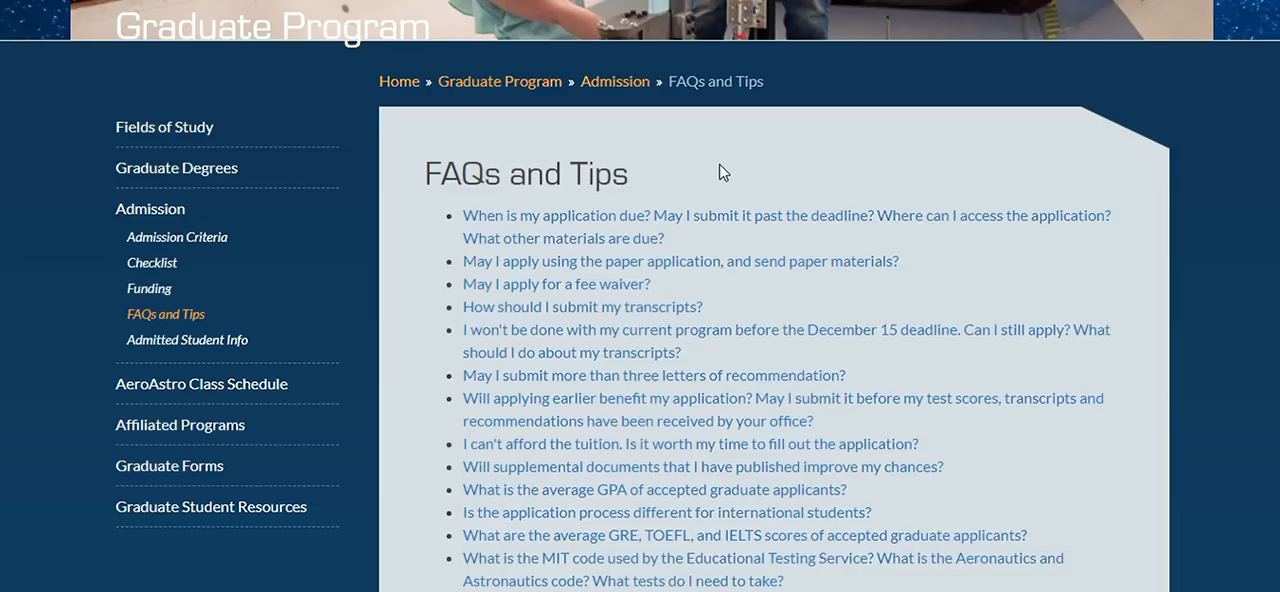 Graduate Program
Home » Graduate Program » Admission » FAQs and Tips
Fields of Study
Graduate Degrees
Admission
Admission Criteria
Checklist
Funding
FAQs and Tips
Admitted Student Info
AeroAstro Class Schedule
Affiliated Programs
Graduate Forms
Graduate Student Resources
FAQs and Tips
• When is my application due? May I submit it past the deadline? Where can I access the application?
What other materials are due?
• May I apply using the paper application, and send paper materials?
• May I apply for a fee waiver?
• How should I submit my transcripts?
• I won't be done with my current program before the December 15 deadline. Can I still apply? What
should I do about my transcripts?
• May I submit more than three letters of recommendation?
• Will applying earlier benefit my application? May I submit it before my test scores, transcripts and
recommendations have been received by your office?
• I can't afford the tuition. Is it worth my time to fill out the application?
• Will supplemental documents that I have published improve my chances?
• What is the average GPA of accepted graduate applicants?
• Is the application process different for international students?
• What are the average GRE, TOEFL, and IELTS scores of accepted graduate applicants?
• What is the MIT code used by the Educational Testing Service? What is the Aeronautics and
Astronautics code? What tests do I need to take?